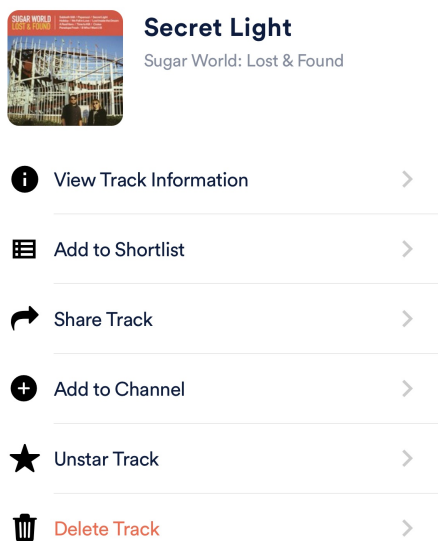 Secret Light
Sugar World: Lost & Found
SUGAR WORLD
LOST & FOUND
View Track Information
Add to Shortlist
Share Track
Add to Channel
Unstar Track
Delete Track